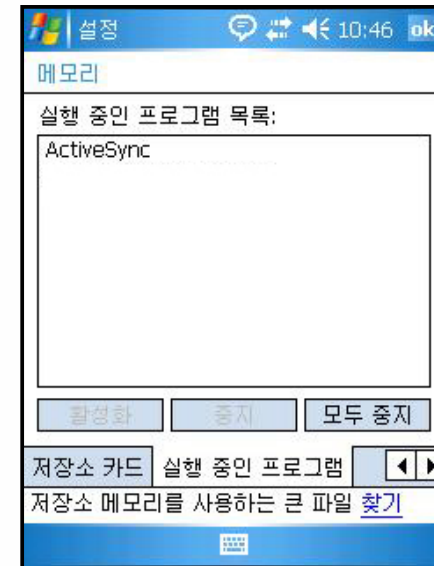 설정 10:46 ok
메모리
실행 중인 프로그램 목록:
ActiveSync
활성화 중지 모두 중지
저장소 카드 실행 중인 프로그램
저장소 메모리를 사용하는 큰 파일 찾기